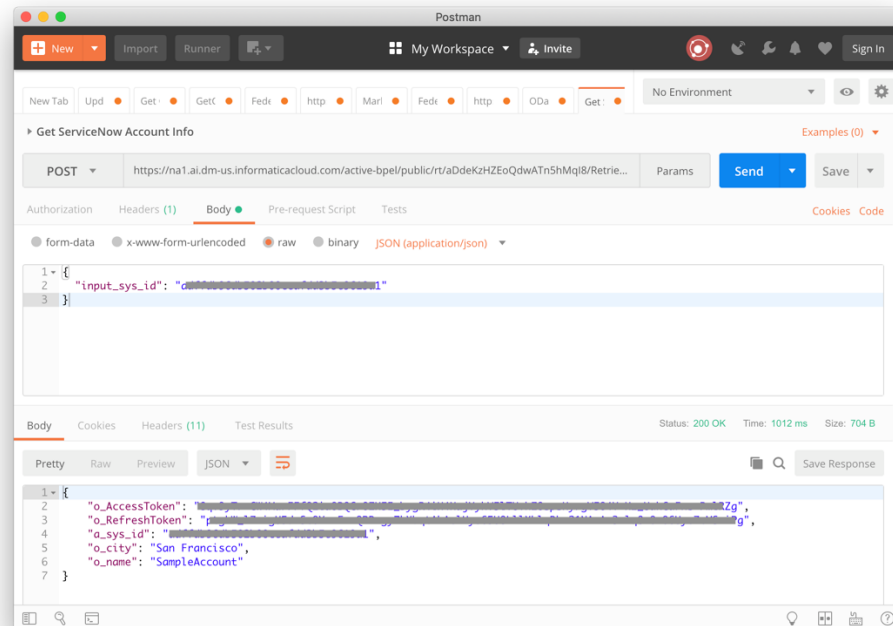 Postman
New Import Runner My Workspace Invite Sign In
New Tab Upd Get GetC Fede http Marl Fede http ODa Get : No Environment
Get ServiceNow Account Info Examples (0)
POST https://na1.ai.dm-us.informaticacloud.com/active-bpel/public/rt/aDdeKzHZEoQdwATn5hMqI8/Retrie... Params Send Save
Authorization Headers (1) Body Pre-request Script Tests Cookies Code
form-data x-www-form-urlencoded raw binary JSON (application/json)
1 {
2 "input_sys_id": "
3 }
Body Cookies Headers (11) Test Results Status: 200 OK Time: 1012 ms Size: 704 B
Pretty Raw Preview JSON Save Response
1 {
2 "o_AccessToken": "
3 "o_RefreshToken": "
4 "a_sys_id": "
5 "o_city": "San Francisco",
6 "o_name": "SampleAccount"
7 }